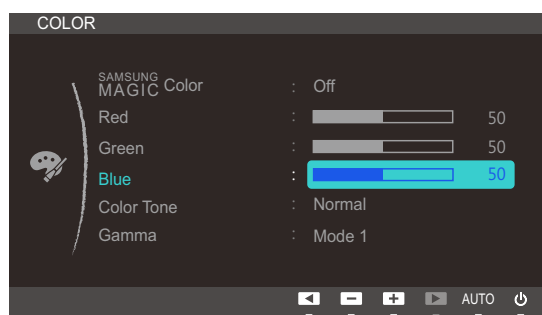 COLOR
SAMSUNG
MAGIC Color : Off
Red : 50
Green : 50
Blue : 50
Color Tone : Normal
Gamma : Mode 1
AUTO